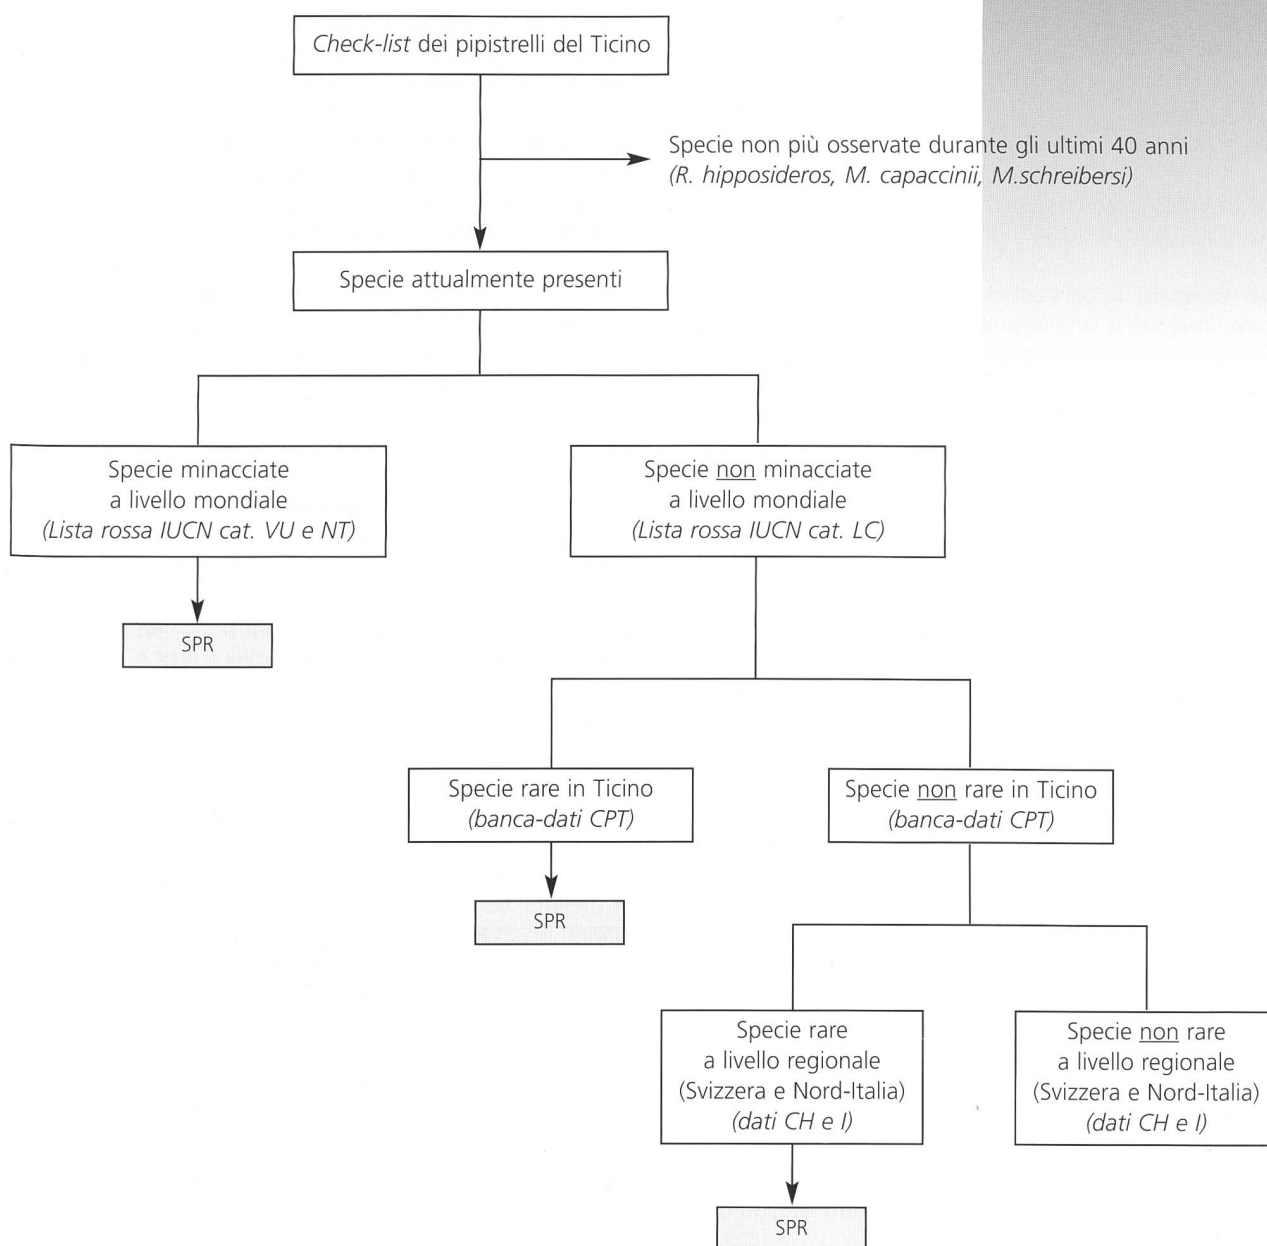 Check-list dei pipistrelli del Ticino
Specie non più osservate durante gli ultimi 40 anni
(R. hipposideros, M. capaccinii, M.schreibersi)
Specie attualmente presenti
Specie minacciate
a livello mondiale
(Lista rossa IUCN cat. VU e NT)
Specie non minacciate
a livello mondiale
(Lista rossa IUCN cat. LC)
SPR
Specie rare in Ticino
(banca-dati CPT)
Specie non rare in Ticino
(banca-dati CPT)
SPR
Specie rare
a livello regionale
(Svizzera e Nord-Italia)
(dati CH e I)
Specie non rare
a livello regionale
(Svizzera e Nord-Italia)
(dati CH e I)
SPR